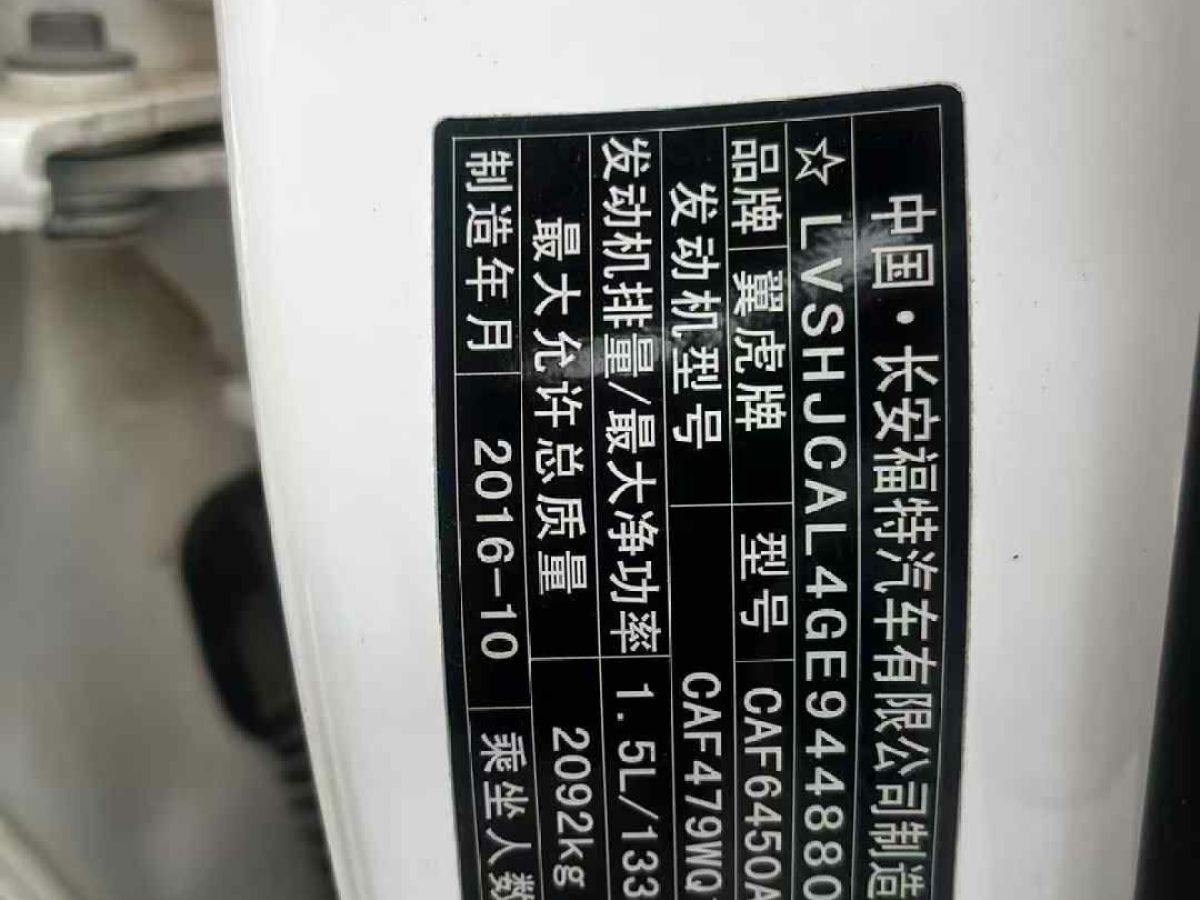 中国·长安福特汽车有限公司制造
☆LVSHJCAL4GE944880
品牌 翼虎牌 型号 CAF6450A
发动机型号 CAF479WQ
发动机排量/最大净功率 1.5L/133
最大允许总质量 2092kg
制造年月 2016-10 乘坐人数